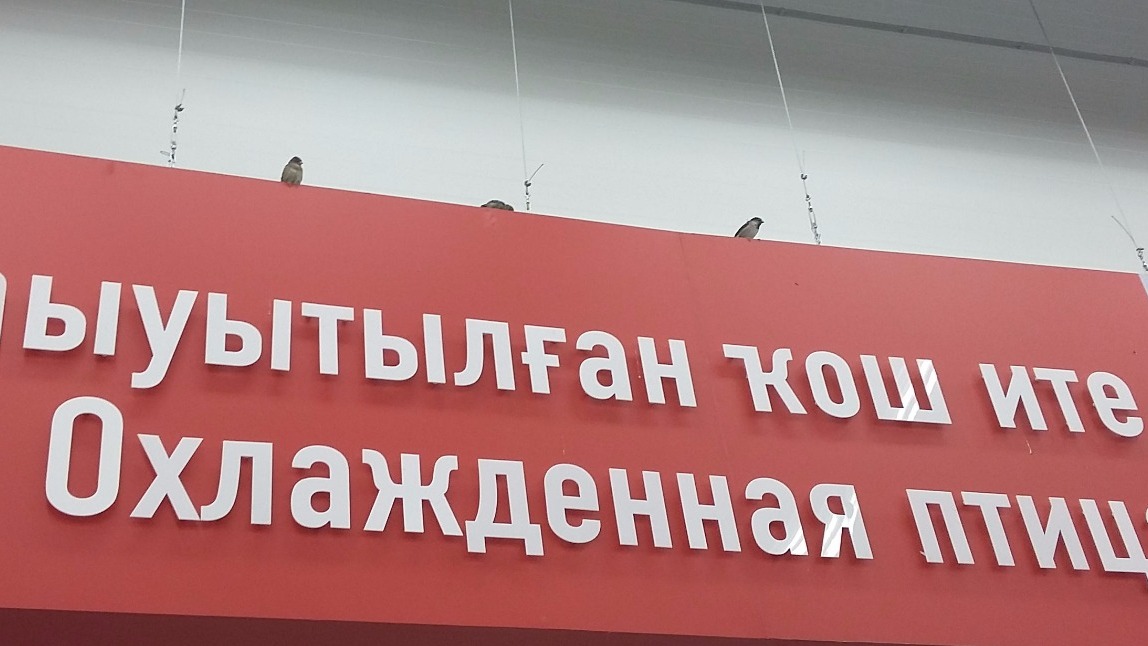 ыуытылған ҡош ите
Охлажденная птиц